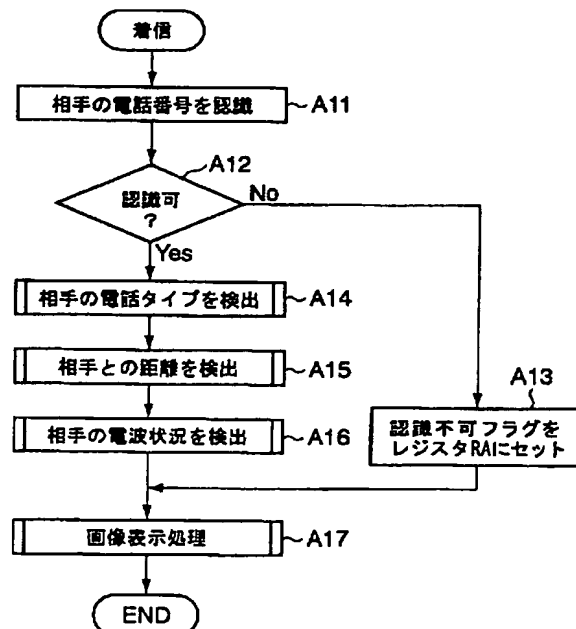 着信
相手の電話番号を認識
A11
A12
認識可
?
No
Yes
相手の電話タイプを検出
A14
相手との距離を検出
A15
A13
認識不可フラグを
レジスタRAにセット
相手の電波状況を検出
A16
画像表示処理
A17
END